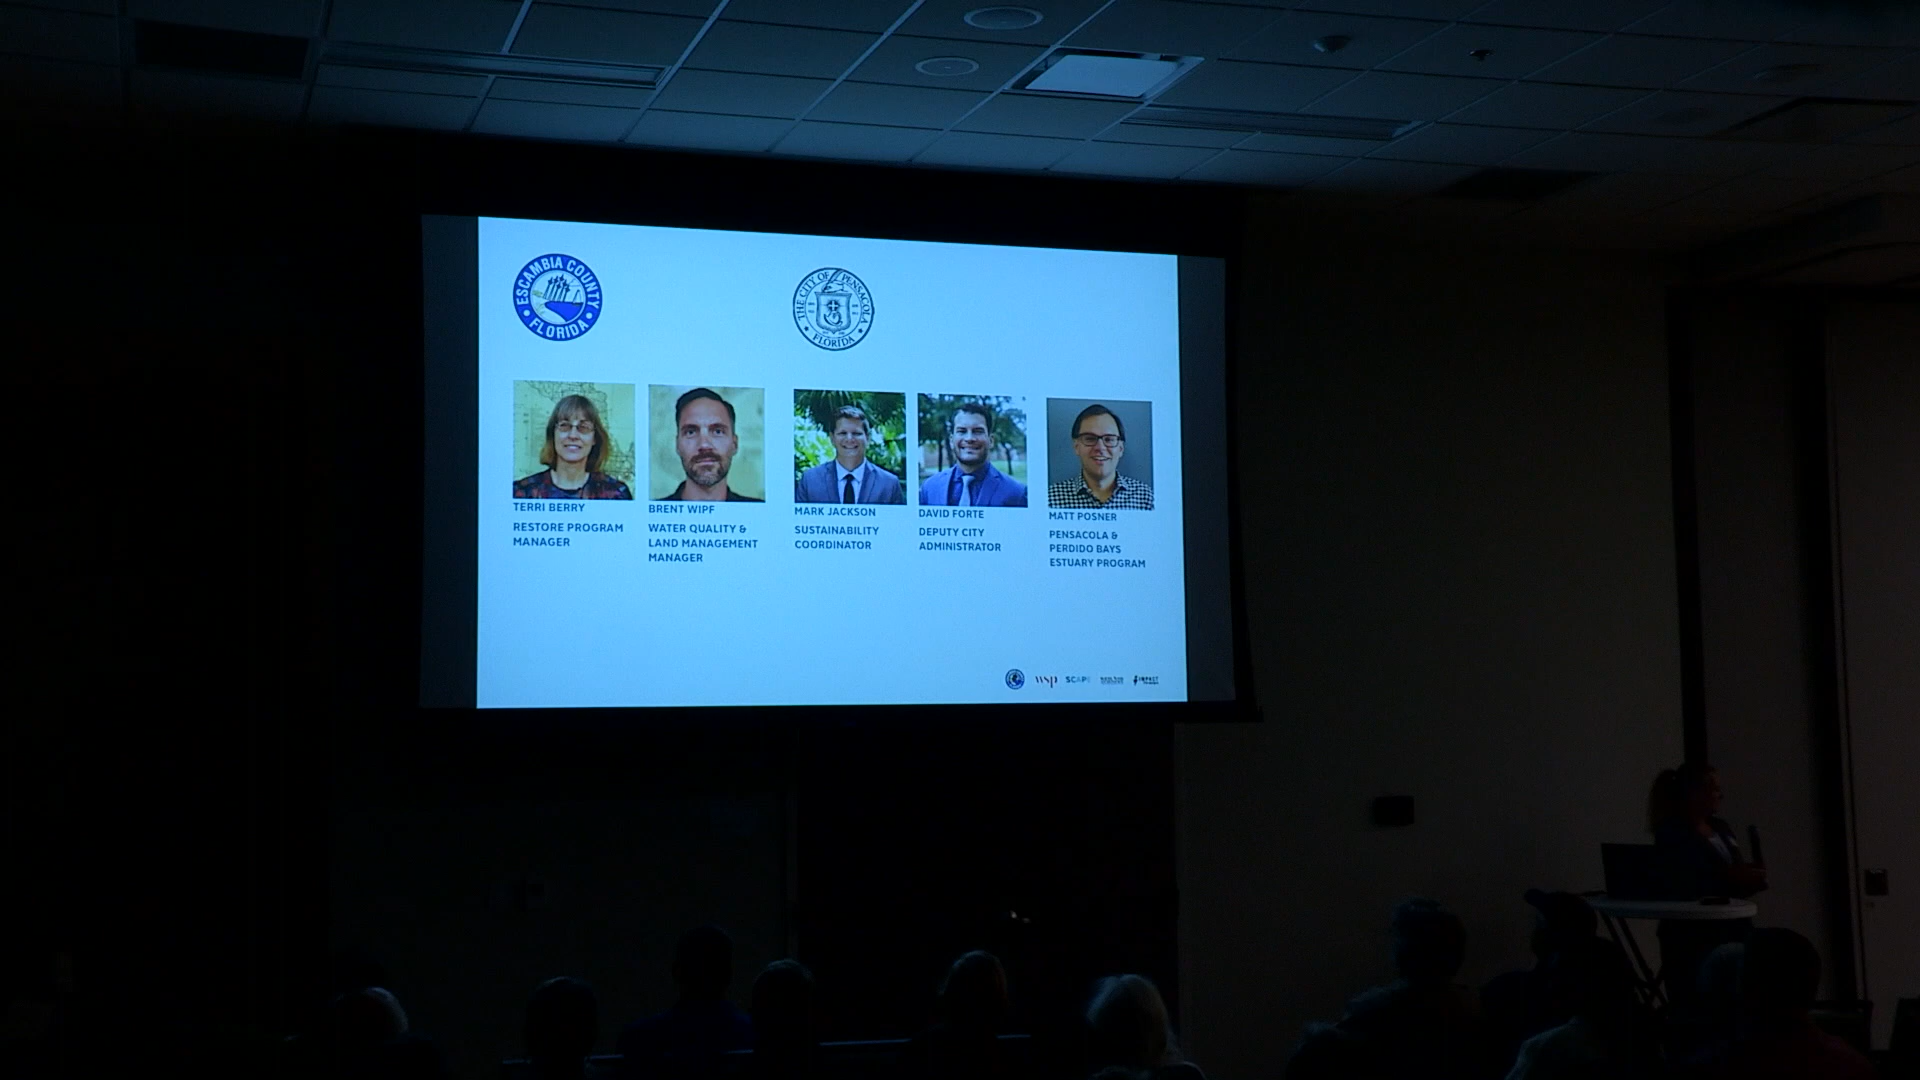 ESCAMBIA COUNTY
FLORIDA
THE CITY OF PENSACOLA
FLORIDA
TERRI BERRY
RESTORE PROGRAM
MANAGER
BRENT WIPF
WATER QUALITY &
LAND MANAGEMENT
MANAGER
MARK JACKSON
SUSTAINABILITY
COORDINATOR
DAVID FORTE
DEPUTY CITY
ADMINISTRATOR
MATT POSNER
PENSACOLA &
PERDIDO BAYS
ESTUARY PROGRAM
wsp
SCAPE
IMPACT